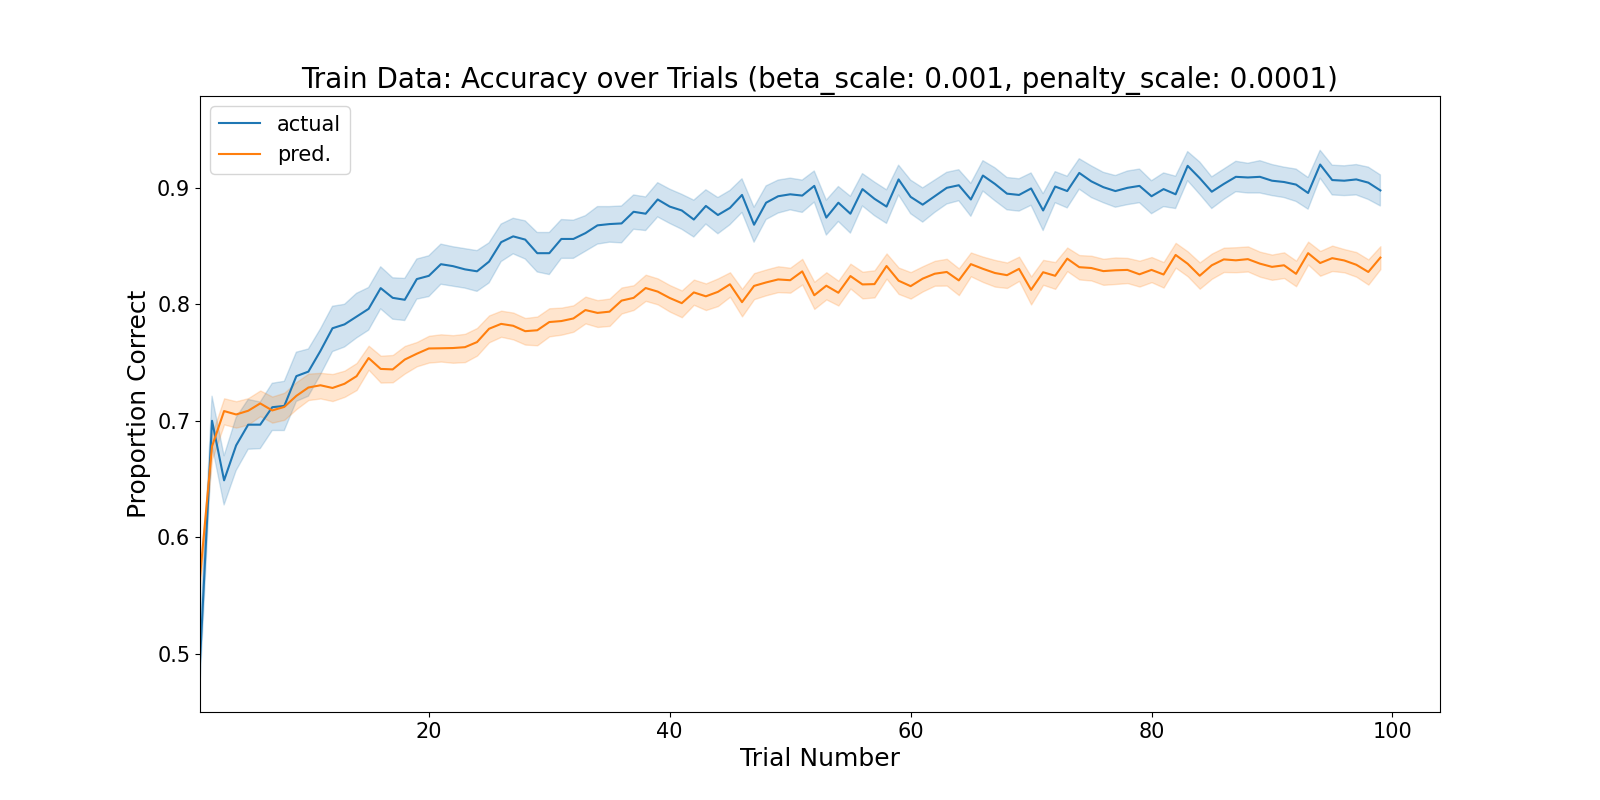 Train Data: Accuracy over Trials (beta_scale: 0.001, penalty_scale: 0.0001)
actual
pred.
Proportion Correct
0.9
0.8
0.7
0.6
0.5
20 40 60 80 100
Trial Number